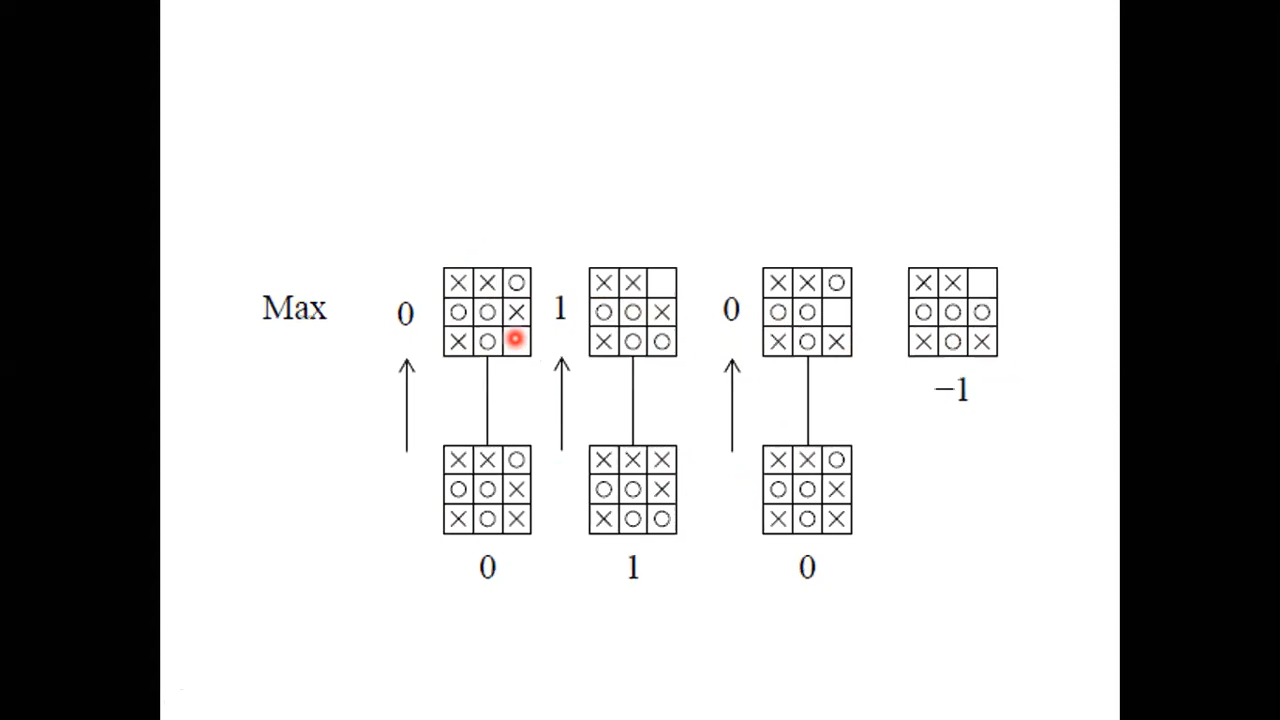 × × ○ × × × × ○ × ×
Max 0 ○ ○ × 1 ○ ○ × 0 ○ ○ ○ ○ ○
× ○ × ○ ○ × ○ × × ○ ×
−1
× × ○ × × × × × ○
○ ○ × ○ ○ × ○ ○ ×
× ○ × × ○ ○ × ○ ×
0 1 0